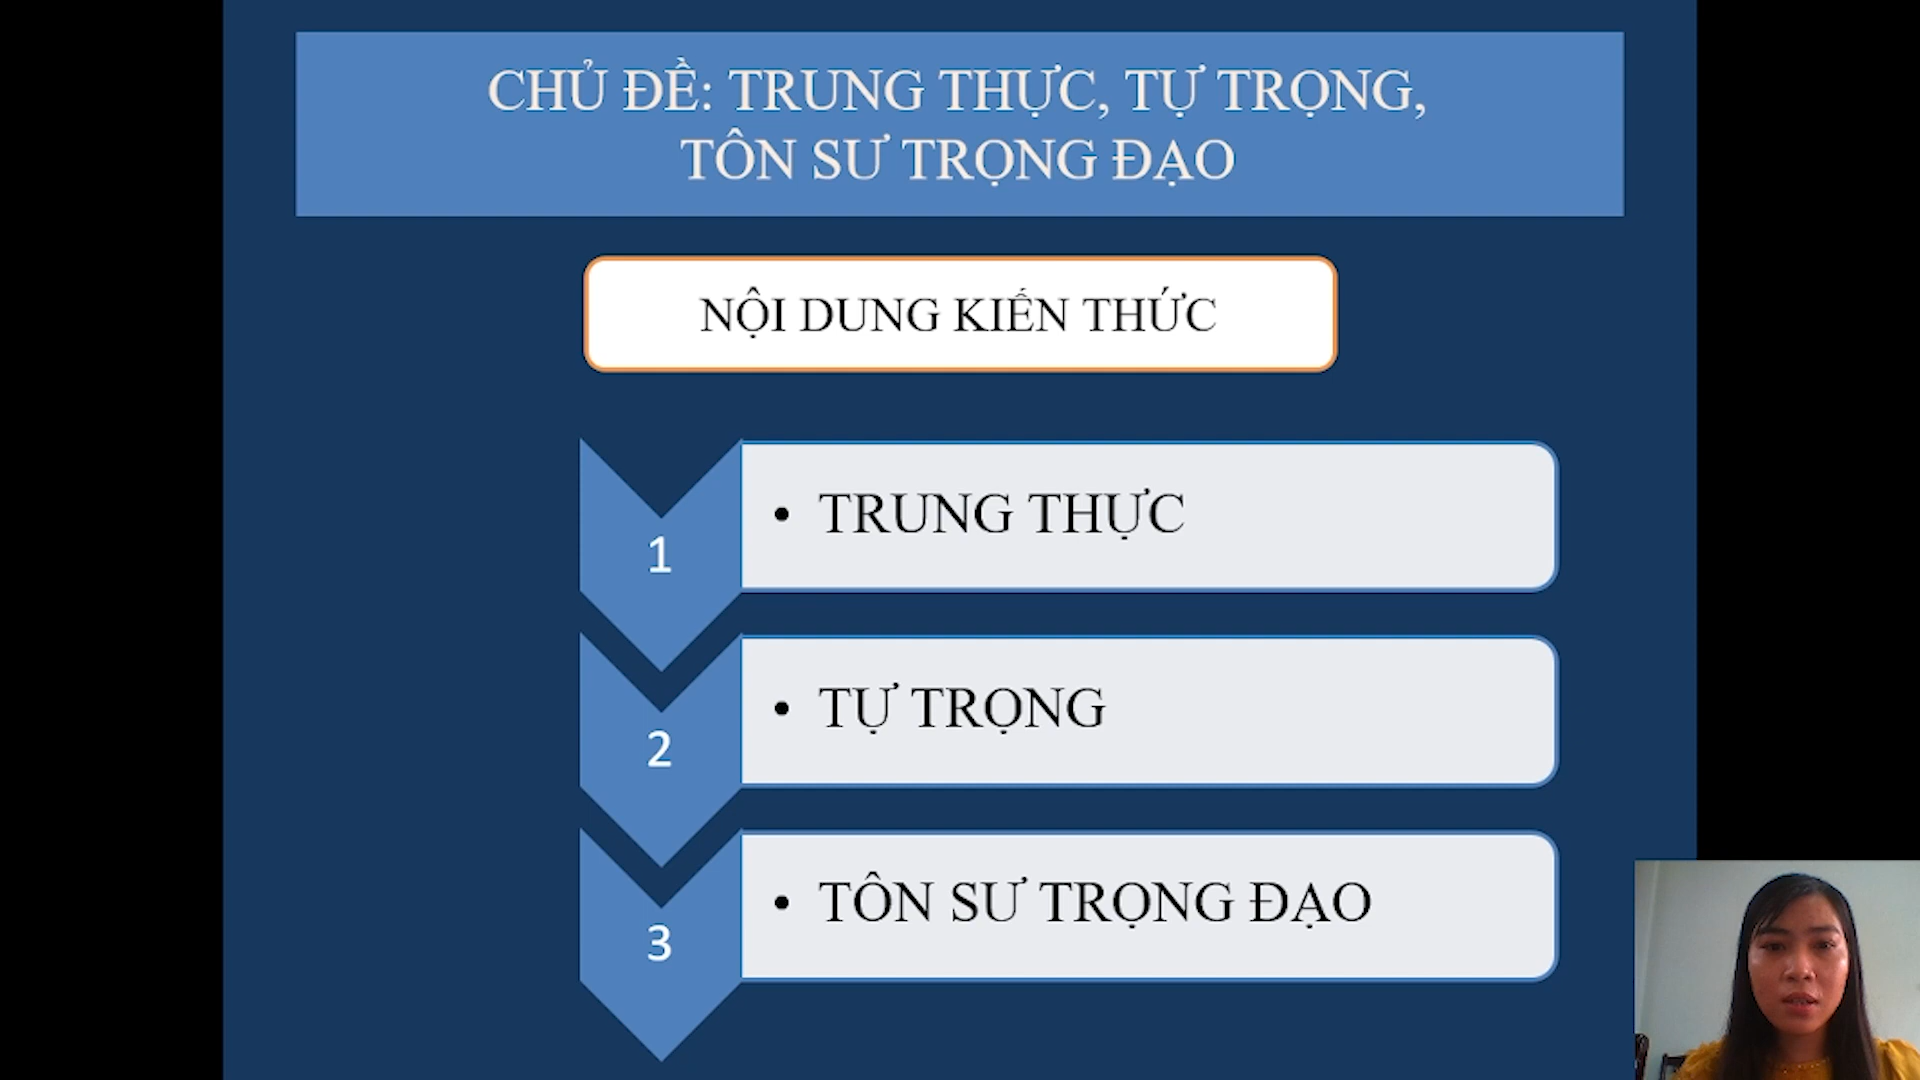 CHỦ ĐỀ: TRUNG THỰC, TỰ TRỌNG,
TÔN SƯ TRỌNG ĐẠO
NỘI DUNG KIẾN THỨC
1
• TRUNG THỰC
2
• TỰ TRỌNG
3
• TÔN SƯ TRỌNG ĐẠO